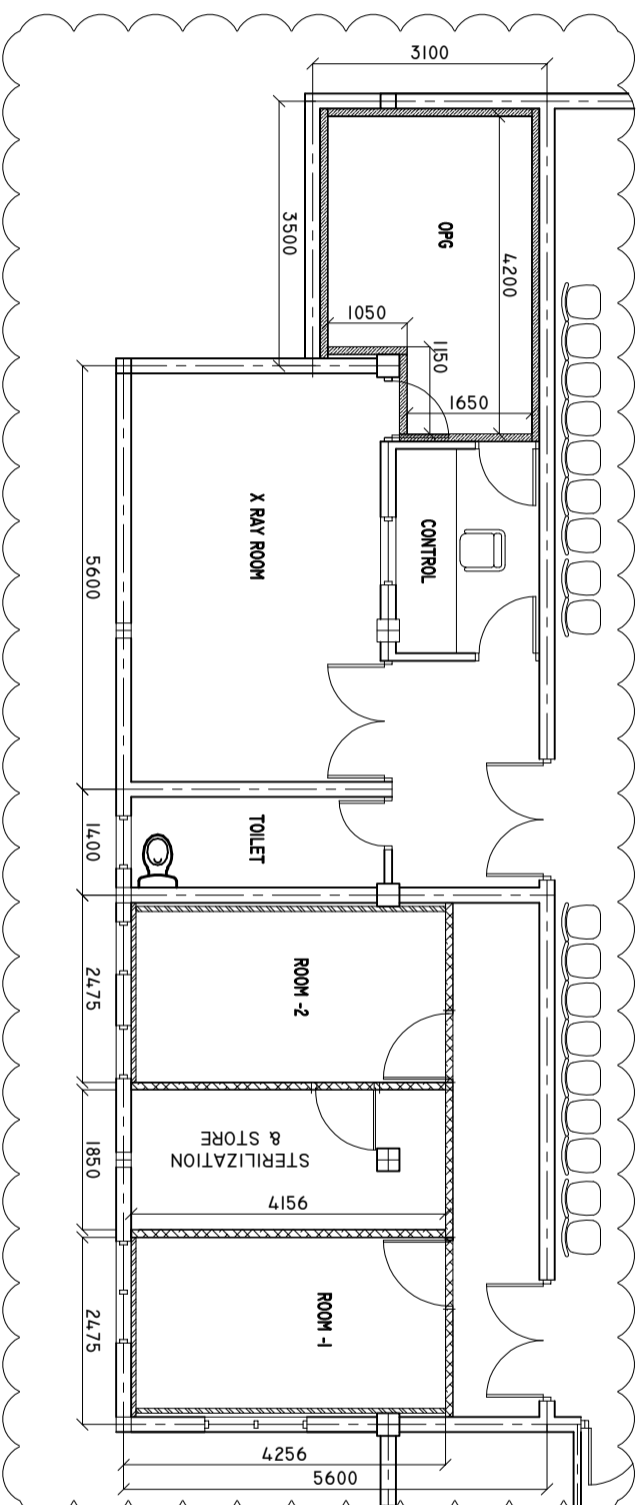 3100
3500
OPG
4200
1050
1150
1650
X RAY ROOM
CONTROL
5600
TOILET
1400
ROOM -2
2475
STERILIZATION
& STORE
1850
4156
ROOM -1
2475
4256
5600